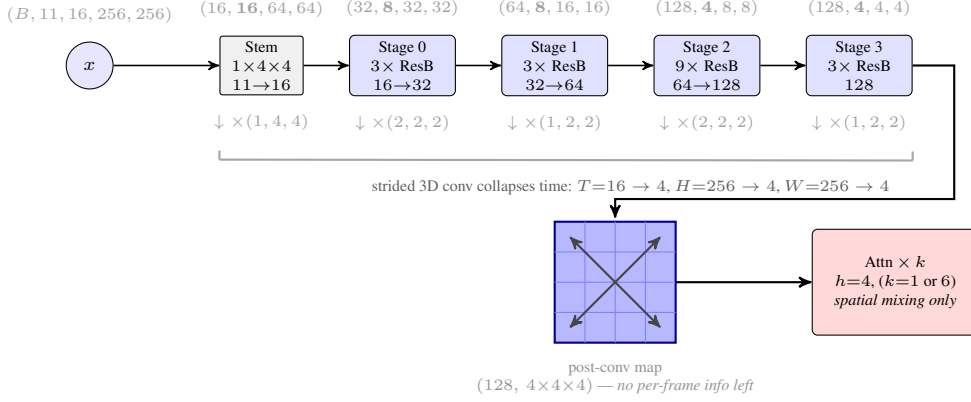 (B, 11, 16, 256, 256)
(16, 16, 64, 64)
(32, 8, 32, 32)
(64, 8, 16, 16)
(128, 4, 8, 8)
(128, 4, 4, 4)
x
Stem
1×4×4
11→16
Stage 0
3× ResB
16→32
Stage 1
3× ResB
32→64
Stage 2
9× ResB
64→128
Stage 3
3× ResB
128
↓ ×(1, 4, 4)
↓ ×(2, 2, 2)
↓ ×(1, 2, 2)
↓ ×(2, 2, 2)
↓ ×(1, 2, 2)
strided 3D conv collapses time: T=16 → 4, H=256 → 4, W=256 → 4
Attn × k
h=4, (k=1 or 6)
spatial mixing only
post-conv map
(128, 4×4×4) — no per-frame info left